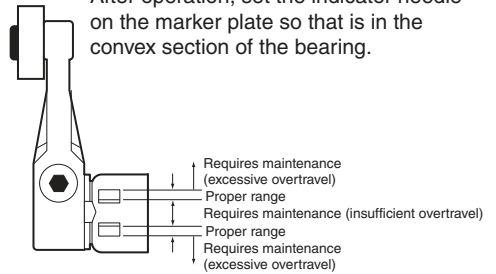 After operation, set the indicator needle
on the marker plate so that is in the
convex section of the bearing.
Requires maintenance
(excessive overtravel)
Proper range
Requires maintenance (insufficient overtravel)
Proper range
Requires maintenance
(excessive overtravel)